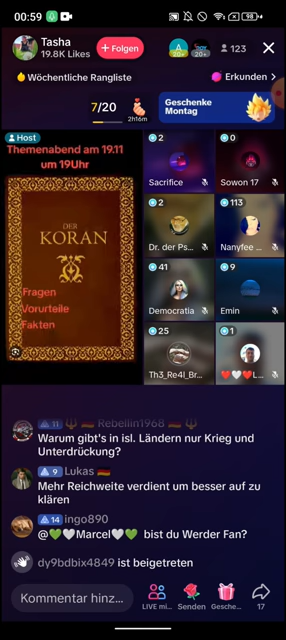 00:59
98
Tasha
19.8K Likes
+ Folgen
20+
20+
123
Wöchentliche Rangliste
Erkunden >
7/20
2h16m
Geschenke
Montag
Host
Themenabend am 19.11
um 19Uhr
DER
KORAN
Fragen
Vorurteile
Fakten
2
Sacrifice
0
Sowon 17
2
Dr. der Ps...
113
Nanyfee ...
41
Democratia
9
Emin
25
Th3_Re4l_Br...
1
❤️🤍❤️L...
11 🔱 🇩🇪 Rebellin1968 🇩🇪 🔱
Warum gibt's in isl. Ländern nur Krieg und
Unterdrückung?
9 Lukas 🇩🇪
Mehr Reichweite verdient um besser auf zu
klären
14 ingo890
@💚🤍Marcel🤍💚 bist du Werder Fan?
dy9bdbix4849 ist beigetreten
Kommentar hinz...
LIVE mi...
Senden
Gesche...
17